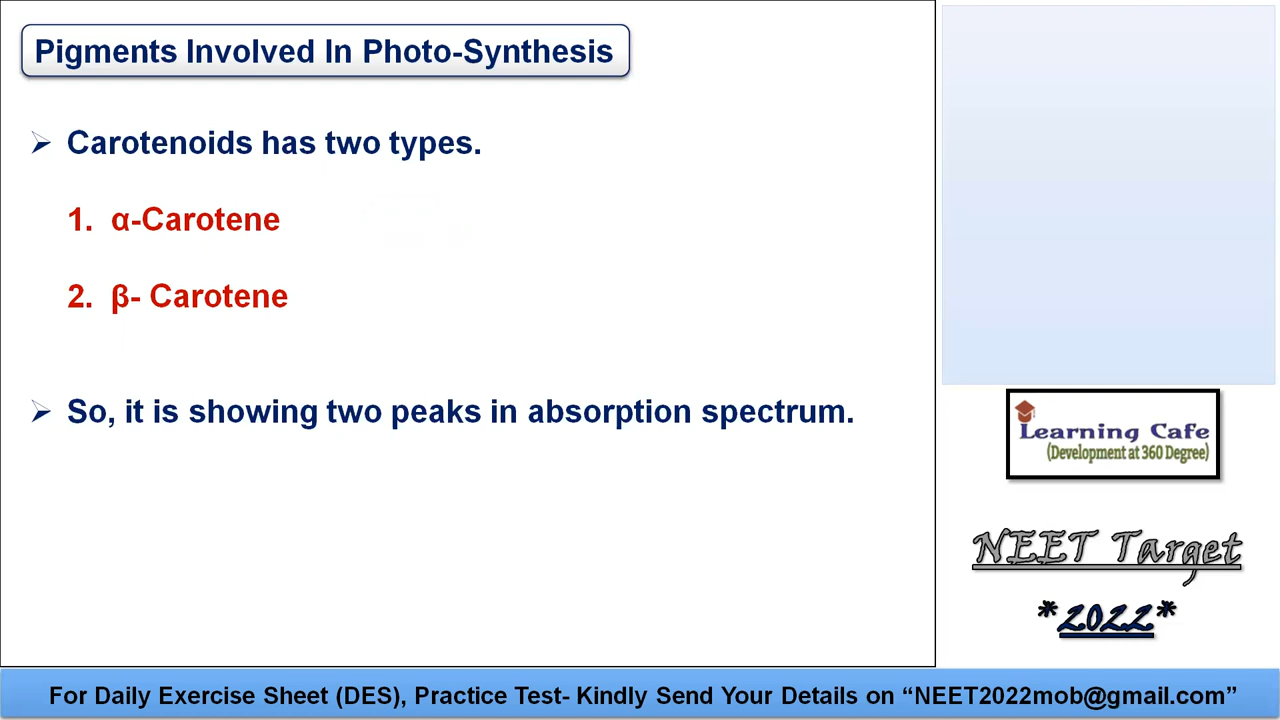 Pigments Involved In Photo-Synthesis
➢ Carotenoids has two types.
1. α-Carotene
2. β- Carotene
➢ So, it is showing two peaks in absorption spectrum.
Learning Cafe
(Development at 360 Degree)
NEET Target
*2022*
For Daily Exercise Sheet (DES), Practice Test- Kindly Send Your Details on “NEET2022mob@gmail.com”